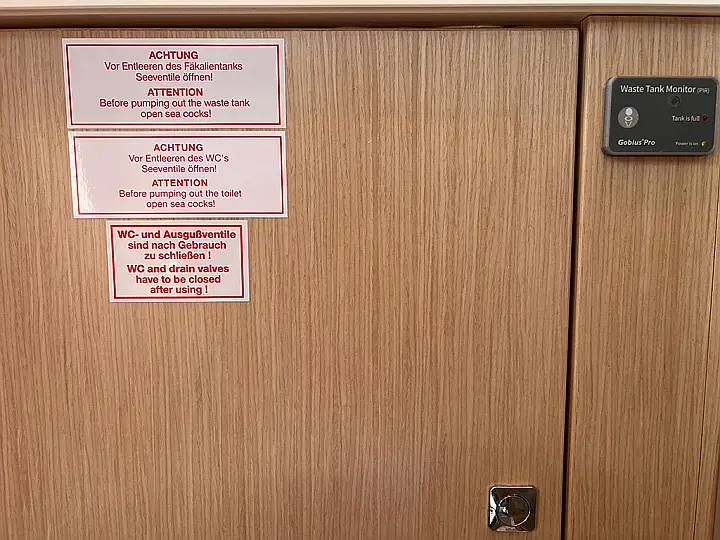 ACHTUNG
Vor Entleeren des Fäkalientanks
Seeventile öffnen!
ATTENTION
Before pumping out the waste tank
open sea cocks!
ACHTUNG
Vor Entleeren des WC's
Seeventile öffnen!
ATTENTION
Before pumping out the toilet
open sea cocks!
WC- und Ausgußventile
sind nach Gebrauch
zu schließen !
WC and drain valves
have to be closed
after using !
Waste Tank Monitor (PIR)
Tank is full
Gobius® Pro
Power is on